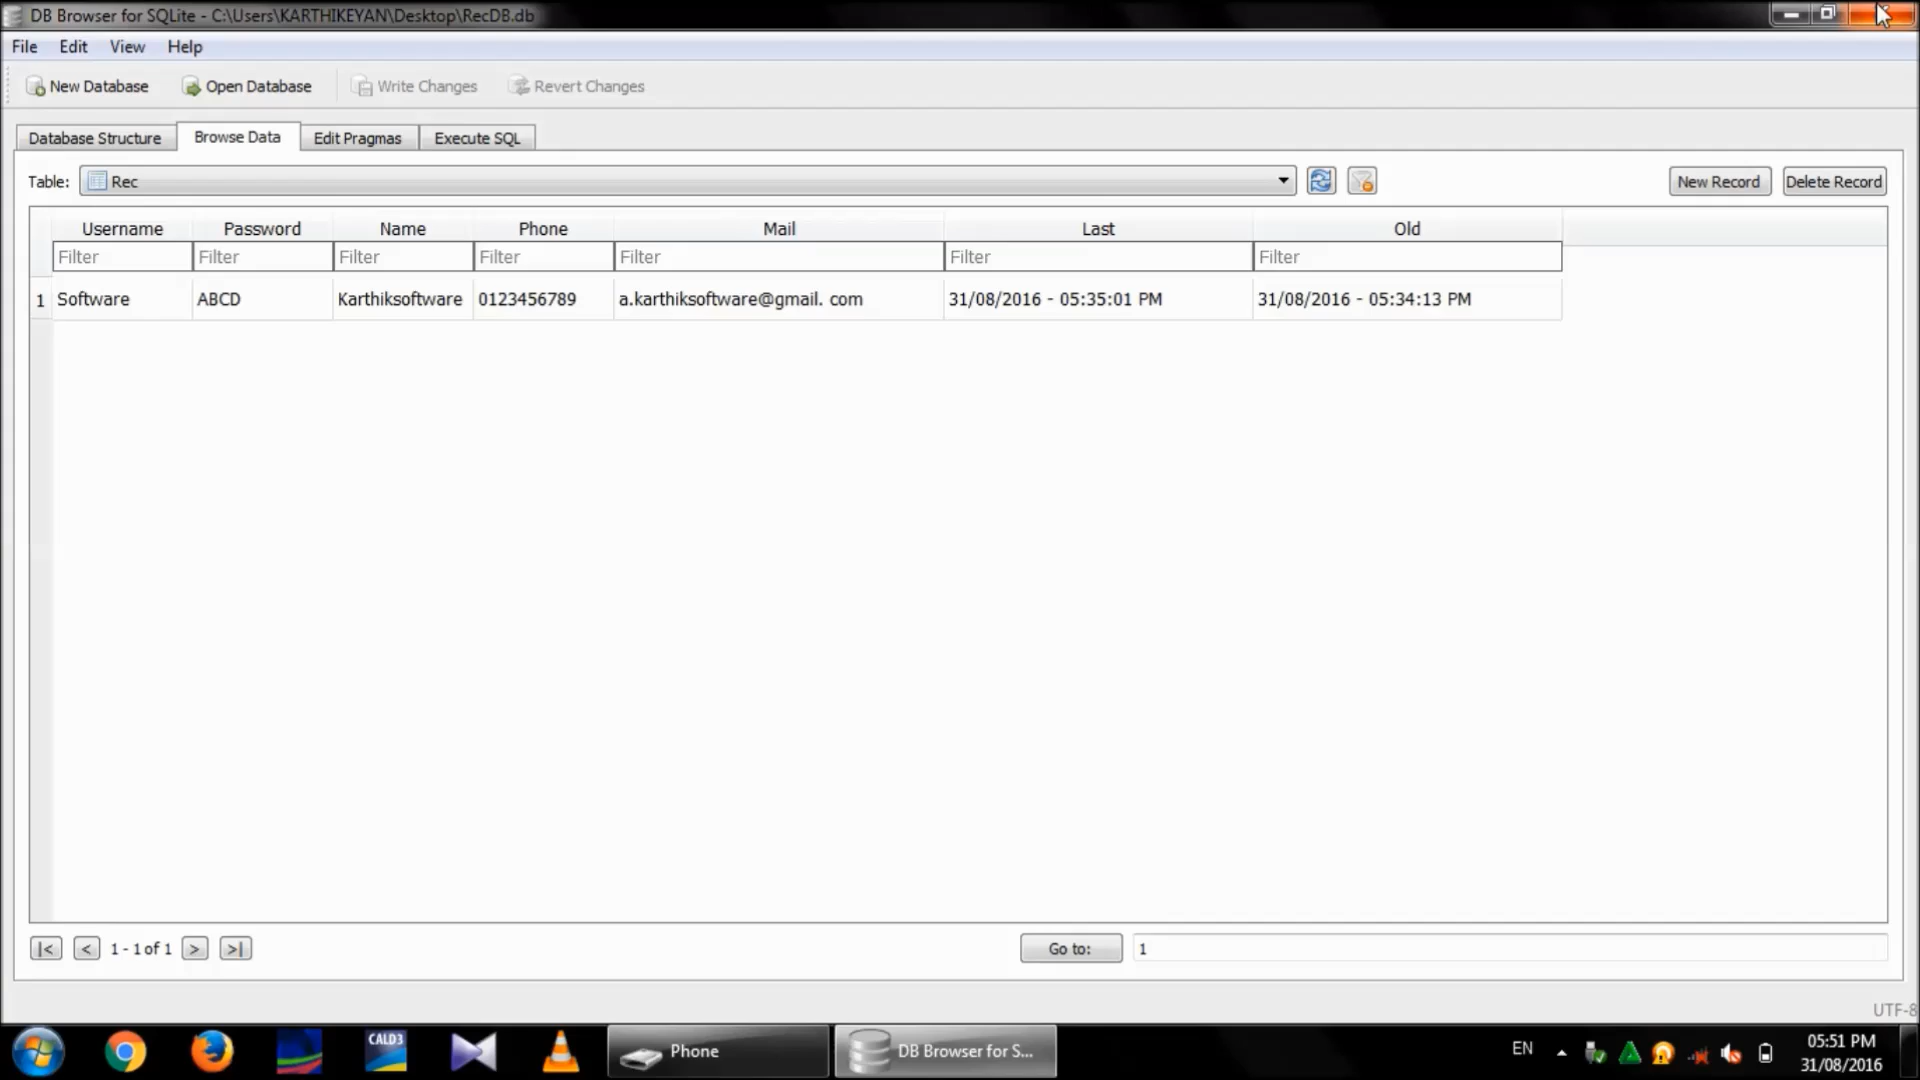 DB Browser for SQLite - C:\Users\KARTHIKEYAN\Desktop\RecDB.db
File Edit View Help
New Database Open Database Write Changes Revert Changes
Database Structure Browse Data Edit Pragmas Execute SQL
Table: Rec New Record Delete Record
Username Password Name Phone Mail Last Old
Filter Filter Filter Filter Filter Filter Filter
1 Software ABCD Karthiksoftware 0123456789 a.karthiksoftware@gmail. com 31/08/2016 - 05:35:01 PM 31/08/2016 - 05:34:13 PM
|< < 1 - 1 of 1 > >| Go to: 1
UTF-8
CALD3
Phone DB Browser for S... EN 05:51 PM
31/08/2016